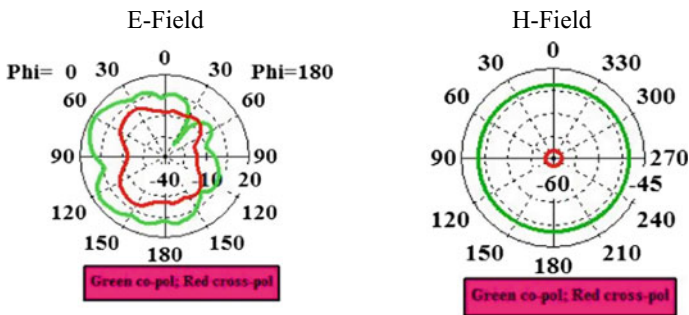 E-Field
H-Field
0
Phi= 0 30 30 Phi=180
60 60
90 90
-40 10 20
120 120
150 150
180
Green co-pol; Red cross-pol
0
30 330
60 300
90 270
-60 -45
120 240
150 210
180
Green co-pol; Red cross-pol